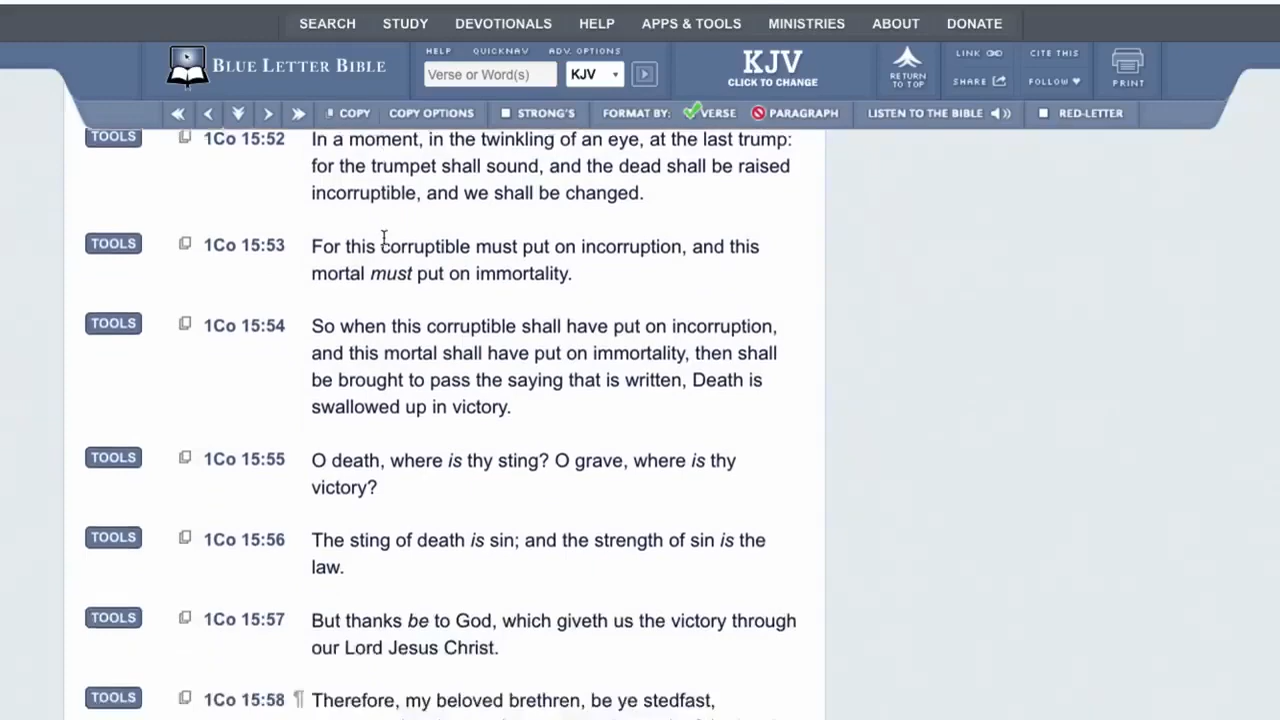 SEARCH STUDY DEVOTIONALS HELP APPS & TOOLS MINISTRIES ABOUT DONATE
BLUE LETTER BIBLE
HELP QUICKNAV ADV. OPTIONS
Verse or Word(s) KJV
KJV
CLICK TO CHANGE
RETURN
TO TOP
LINK CITE THIS
SHARE FOLLOW
PRINT
COPY COPY OPTIONS STRONG'S FORMAT BY: VERSE PARAGRAPH LISTEN TO THE BIBLE RED-LETTER
TOOLS 1Co 15:52 In a moment, in the twinkling of an eye, at the last trump:
for the trumpet shall sound, and the dead shall be raised
incorruptible, and we shall be changed.
TOOLS 1Co 15:53 For this corruptible must put on incorruption, and this
mortal must put on immortality.
TOOLS 1Co 15:54 So when this corruptible shall have put on incorruption,
and this mortal shall have put on immortality, then shall
be brought to pass the saying that is written, Death is
swallowed up in victory.
TOOLS 1Co 15:55 O death, where is thy sting? O grave, where is thy
victory?
TOOLS 1Co 15:56 The sting of death is sin; and the strength of sin is the
law.
TOOLS 1Co 15:57 But thanks be to God, which giveth us the victory through
our Lord Jesus Christ.
TOOLS 1Co 15:58 ¶ Therefore, my beloved brethren, be ye stedfast,